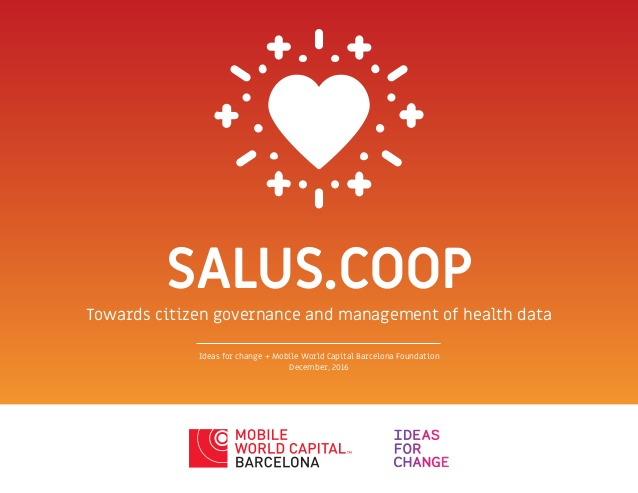 SALUS.COOP
Towards citizen governance and management of health data
Ideas for change + Mobile World Capital Barcelona Foundation
December, 2016
MOBILE
WORLD CAPITAL™
BARCELONA
IDEAS
FOR
CHANGE